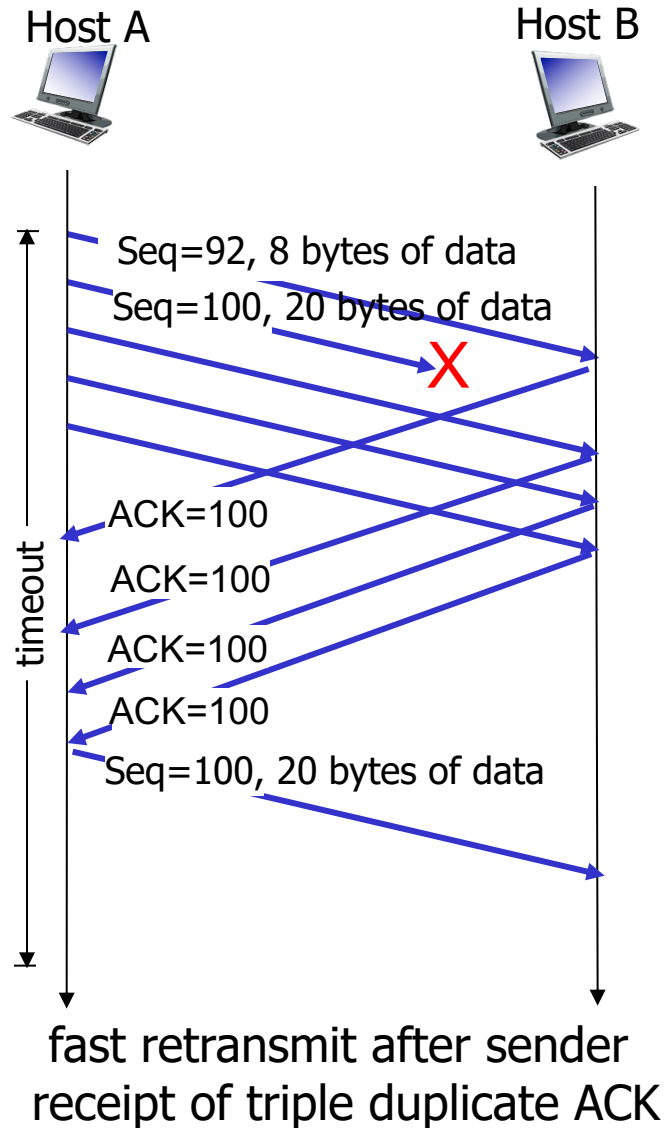 Host A
Host B
Seq=92, 8 bytes of data
Seq=100, 20 bytes of data
X
timeout
ACK=100
ACK=100
ACK=100
ACK=100
Seq=100, 20 bytes of data
fast retransmit after sender
receipt of triple duplicate ACK